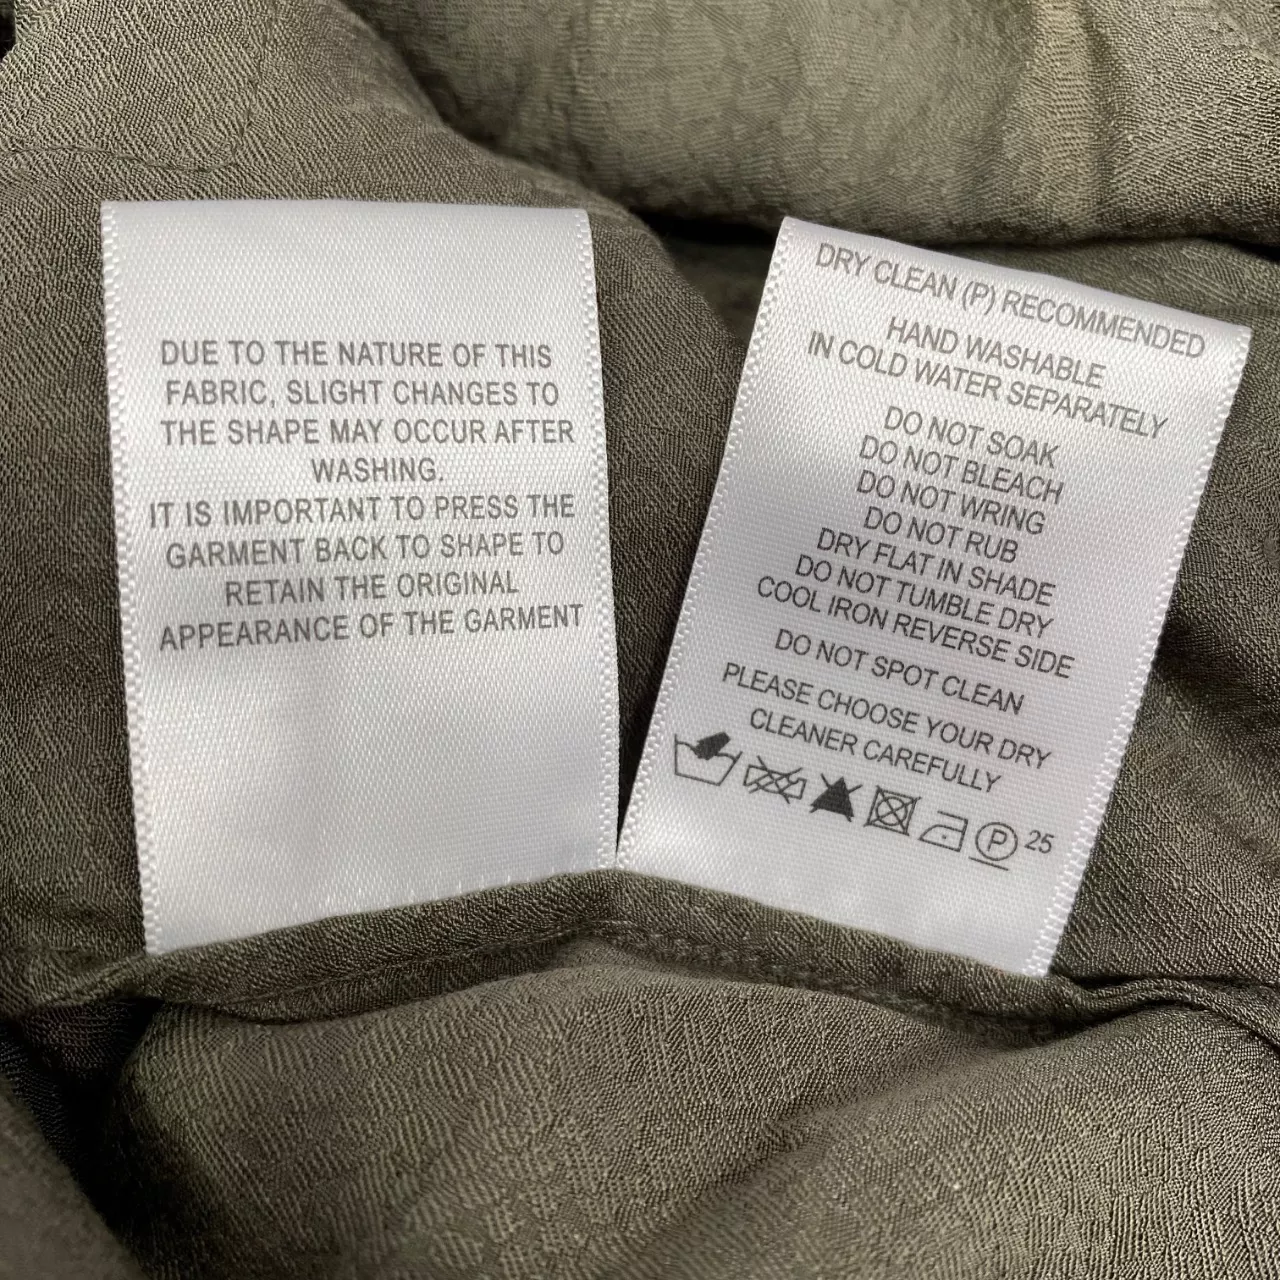 DUE TO THE NATURE OF THIS
FABRIC, SLIGHT CHANGES TO
THE SHAPE MAY OCCUR AFTER
WASHING.
IT IS IMPORTANT TO PRESS THE
GARMENT BACK TO SHAPE TO
RETAIN THE ORIGINAL
APPEARANCE OF THE GARMENT
DRY CLEAN (P) RECOMMENDED
HAND WASHABLE
IN COLD WATER SEPARATELY
DO NOT SOAK
DO NOT BLEACH
DO NOT WRING
DO NOT RUB
DRY FLAT IN SHADE
DO NOT TUMBLE DRY
COOL IRON REVERSE SIDE
DO NOT SPOT CLEAN
PLEASE CHOOSE YOUR DRY
CLEANER CAREFULLY
P 25